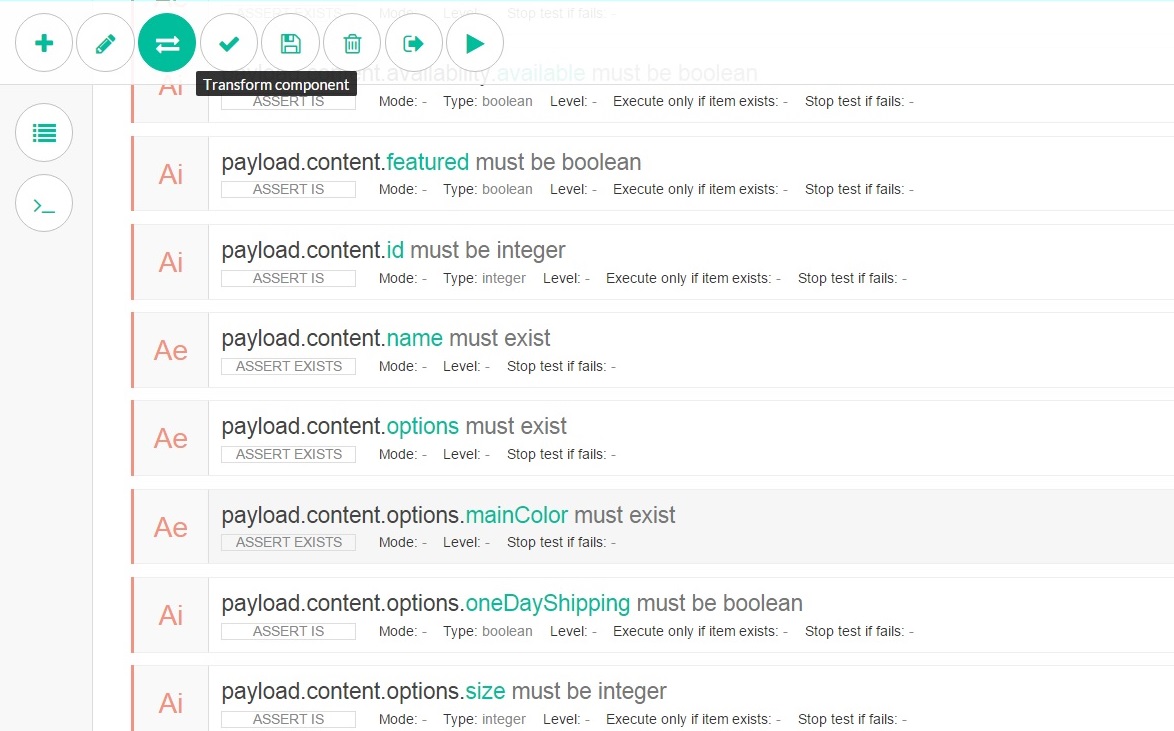 ASSERT EXISTS Mode: - Level: - Stop test if fails: -
Transform component
payload.content.availability.available must be boolean
Ai
ASSERT IS Mode: - Type: boolean Level: - Execute only if item exists: - Stop test if fails: -
Ai
payload.content.featured must be boolean
ASSERT IS Mode: - Type: boolean Level: - Execute only if item exists: - Stop test if fails: -
Ai
payload.content.id must be integer
ASSERT IS Mode: - Type: integer Level: - Execute only if item exists: - Stop test if fails: -
Ae
payload.content.name must exist
ASSERT EXISTS Mode: - Level: - Stop test if fails: -
Ae
payload.content.options must exist
ASSERT EXISTS Mode: - Level: - Stop test if fails: -
Ae
payload.content.options.mainColor must exist
ASSERT EXISTS Mode: - Level: - Stop test if fails: -
Ai
payload.content.options.oneDayShipping must be boolean
ASSERT IS Mode: - Type: boolean Level: - Execute only if item exists: - Stop test if fails: -
Ai
payload.content.options.size must be integer
ASSERT IS Mode: - Type: integer Level: - Execute only if item exists: - Stop test if fails: -